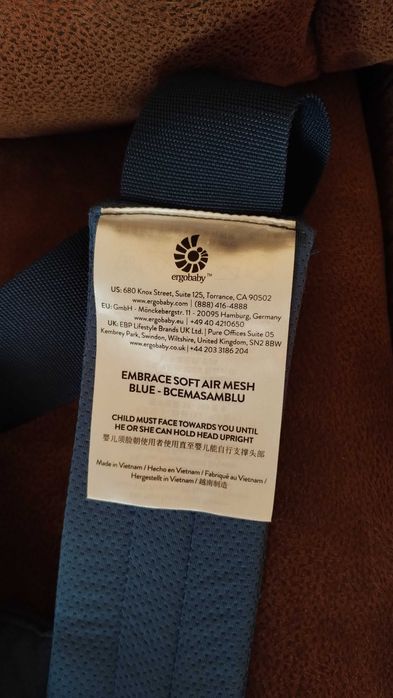 ergobaby™
US: 680 Knox Street, Suite 125, Torrance, CA 90502
www.ergobaby.com | (888) 416-4888
EU: GmbH - Mönckebergstr. 11 - 20095 Hamburg, Germany
www.ergobaby.eu | +49 40 4210650
UK: EBP Lifestyle Brands UK Ltd. | Pure Offices Suite 05
Kembrey Park, Swindon, Wiltshire, United Kingdom, SN2 8BW
www.ergobaby.co.uk | +44 203 3186 204
EMBRACE SOFT AIR MESH
BLUE - BCEMASAMBLU
CHILD MUST FACE TOWARDS YOU UNTIL
HE OR SHE CAN HOLD HEAD UPRIGHT
婴儿须脸朝使用者使用直至婴儿能自行支撑头部
Made in Vietnam / Hecho en Vietnam / Fabriqué au Vietnam /
Hergestellt in Vietnam / 越南制造